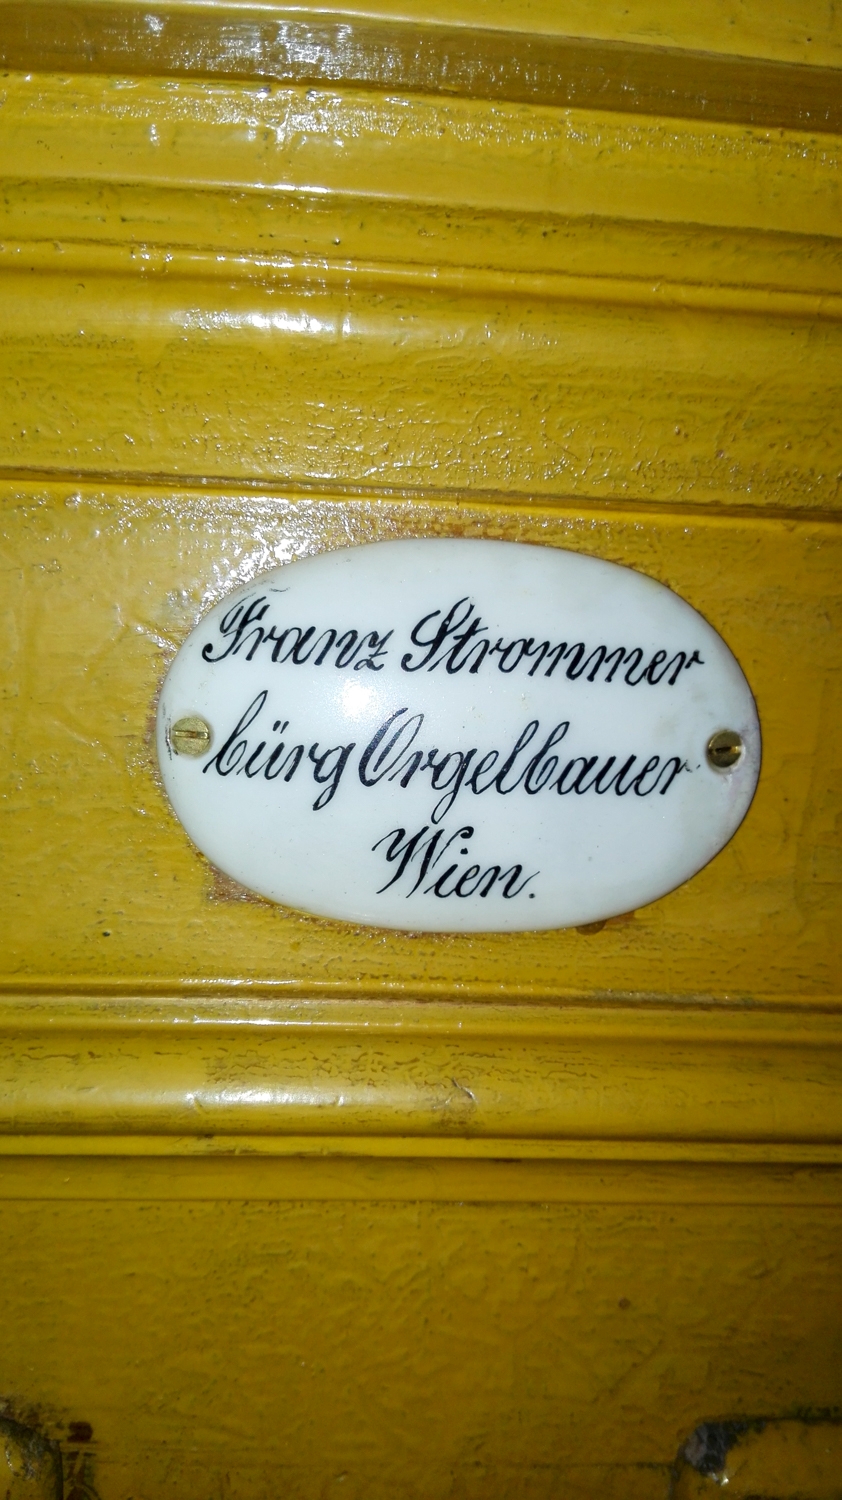 Franz Strommer
bürg Orgelbauer
Wien.